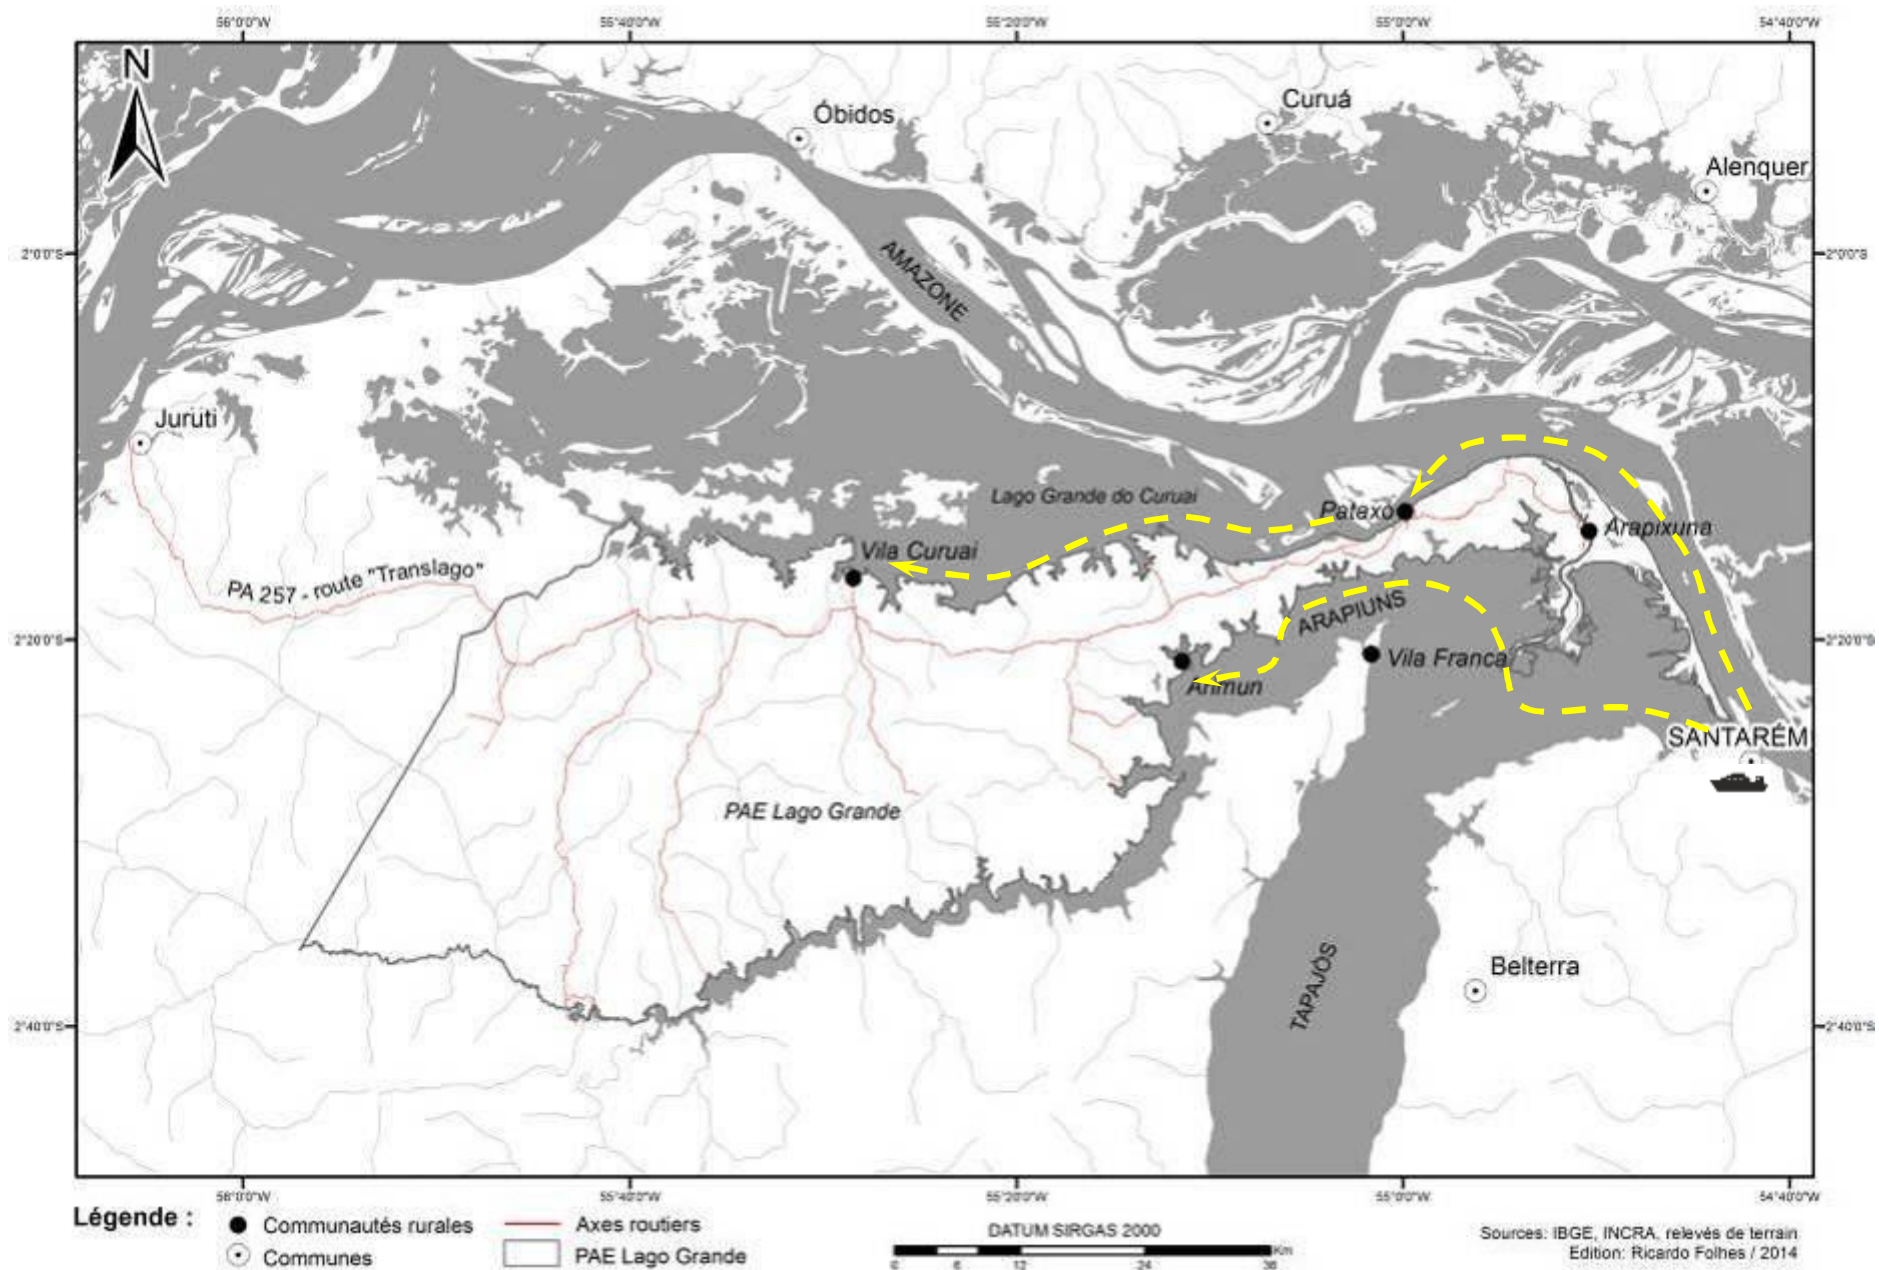 56°0'0"W
55°40'0"W
55°20'0"W
55°0'0"W
54°40'0"W
N
Óbidos
Curuá
Alenquer
2°0'0"S
2°0'0"S
AMAZONE
Juruti
Lago Grande do Curuai
Pataxó
Arapixuna
Vila Curuai
PA 257 - route "Translago"
ARAPIUNS
2°20'0"S
2°20'0"S
Vila Franca
Arimun
SANTARÉM
PAE Lago Grande
Belterra
TAPAJÓS
2°40'0"S
2°40'0"S
56°0'0"W
55°40'0"W
55°20'0"W
55°0'0"W
54°40'0"W
Légende :
Communautés rurales
Axes routiers
Communes
PAE Lago Grande
DATUM SIRGAS 2000
Km
0 6 12 24 36
Sources: IBGE, INCRA, relevés de terrain
Edition: Ricardo Folhes / 2014